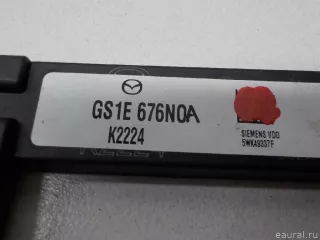 GS1E 676N0A
K2224
SIEMENS VDO
5WK49337F
eaural.ru